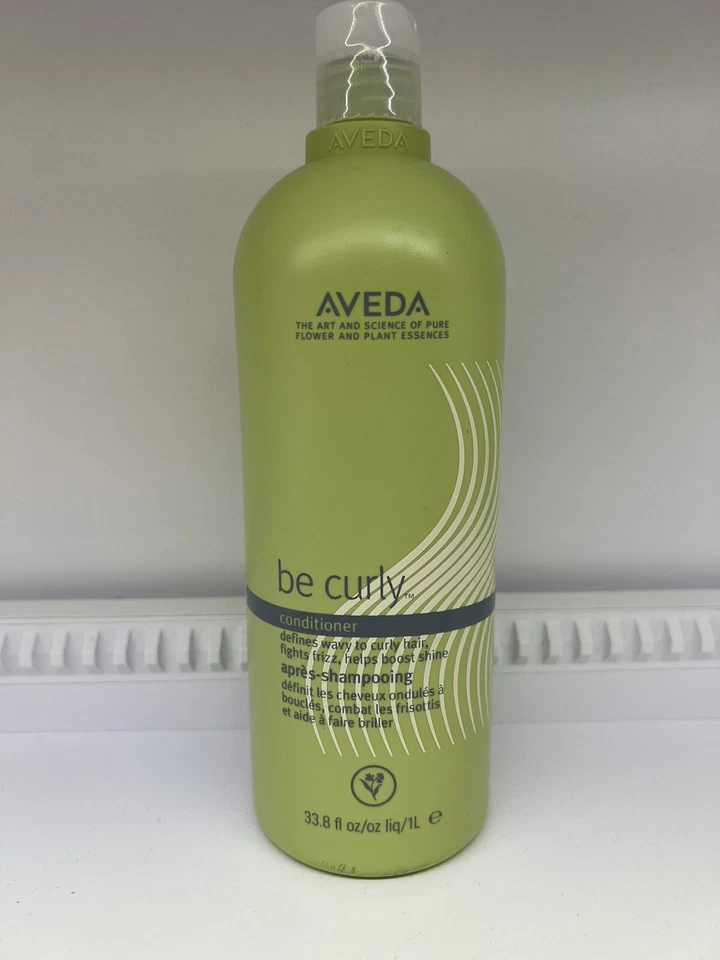 AVEDA
AVEDA
THE ART AND SCIENCE OF PURE
FLOWER AND PLANT ESSENCES
be curly™
conditioner
defines wavy to curly hair,
fights frizz, helps boost shine
après-shampooing
définit les cheveux ondulés à
bouclés, combat les frisottis
et aide à faire briller
33.8 fl oz/oz liq/1L ℮